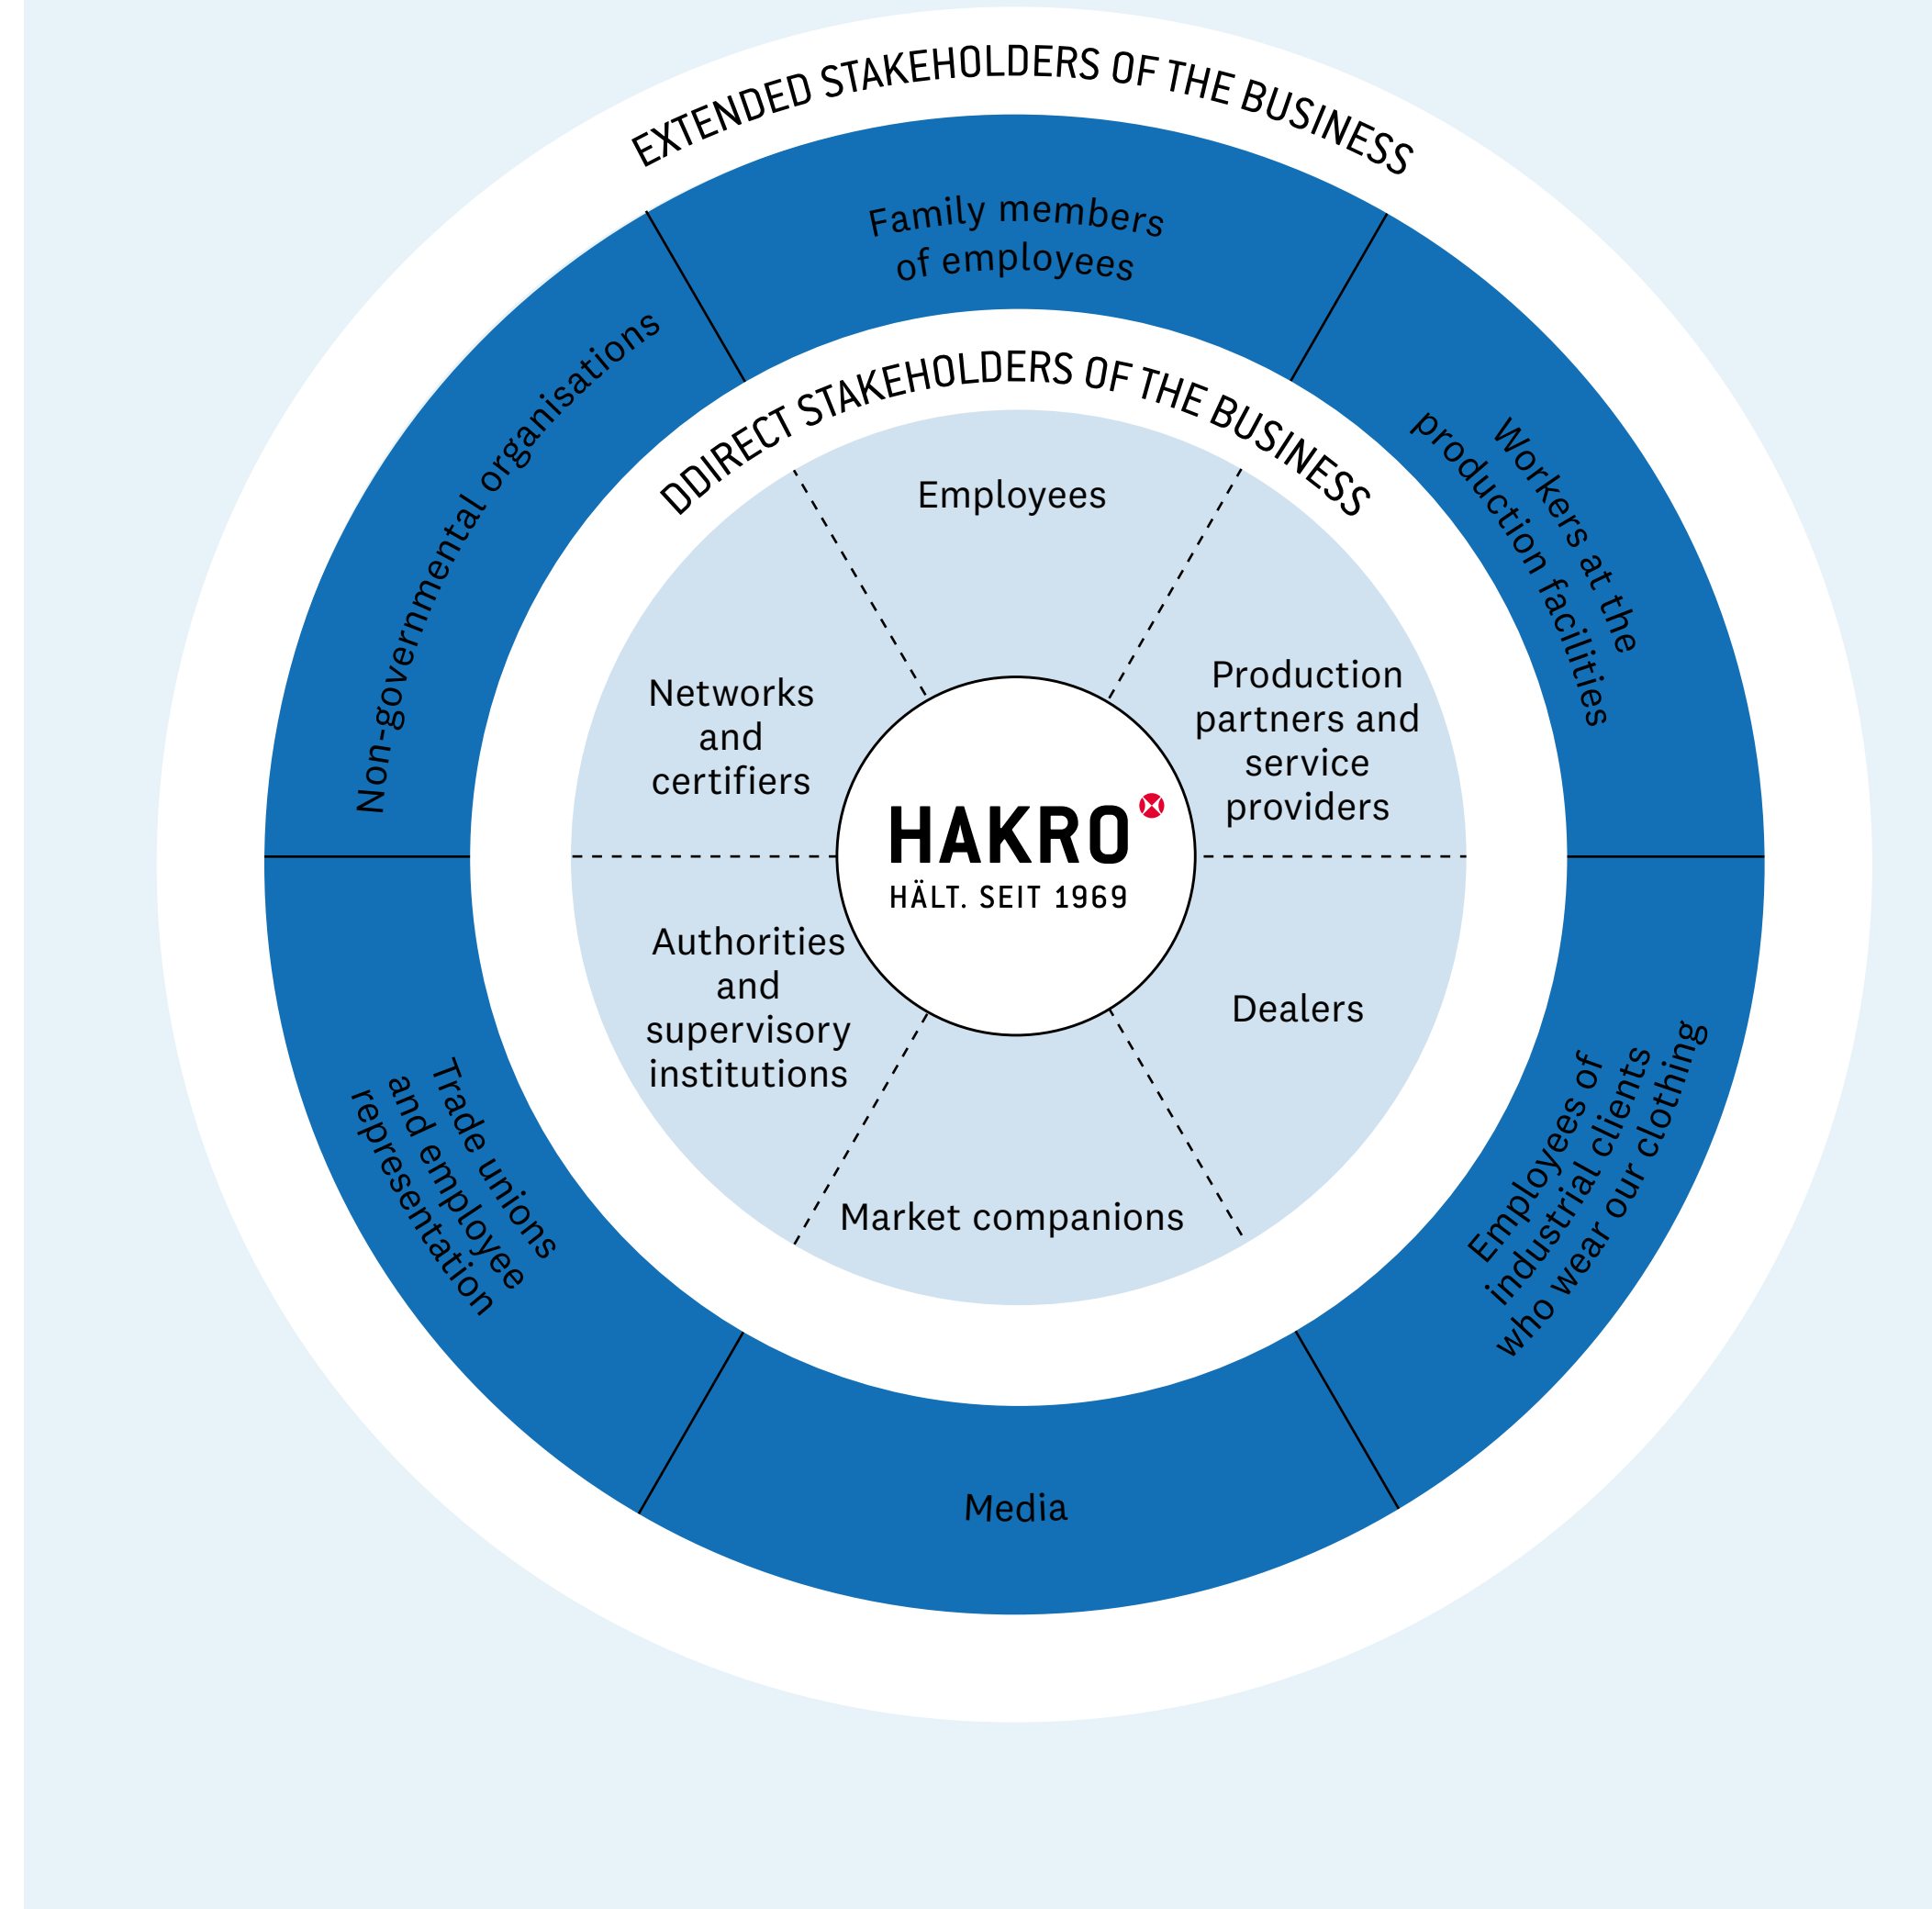 EXTENDED STAKEHOLDERS OF THE BUSINESS
Family members
of employees
Workers at the
production facilities
Employees of
industrial clients
who wear our clothing
Media
Trade unions
and employee
representation
Non-governmental organisations
DDIRECT STAKEHOLDERS OF THE BUSINESS
Employees
Production
partners and
service
providers
Dealers
Market companions
Authorities
and
supervisory
institutions
Networks
and
certifiers
HAKRO
HÄLT. SEIT 1969